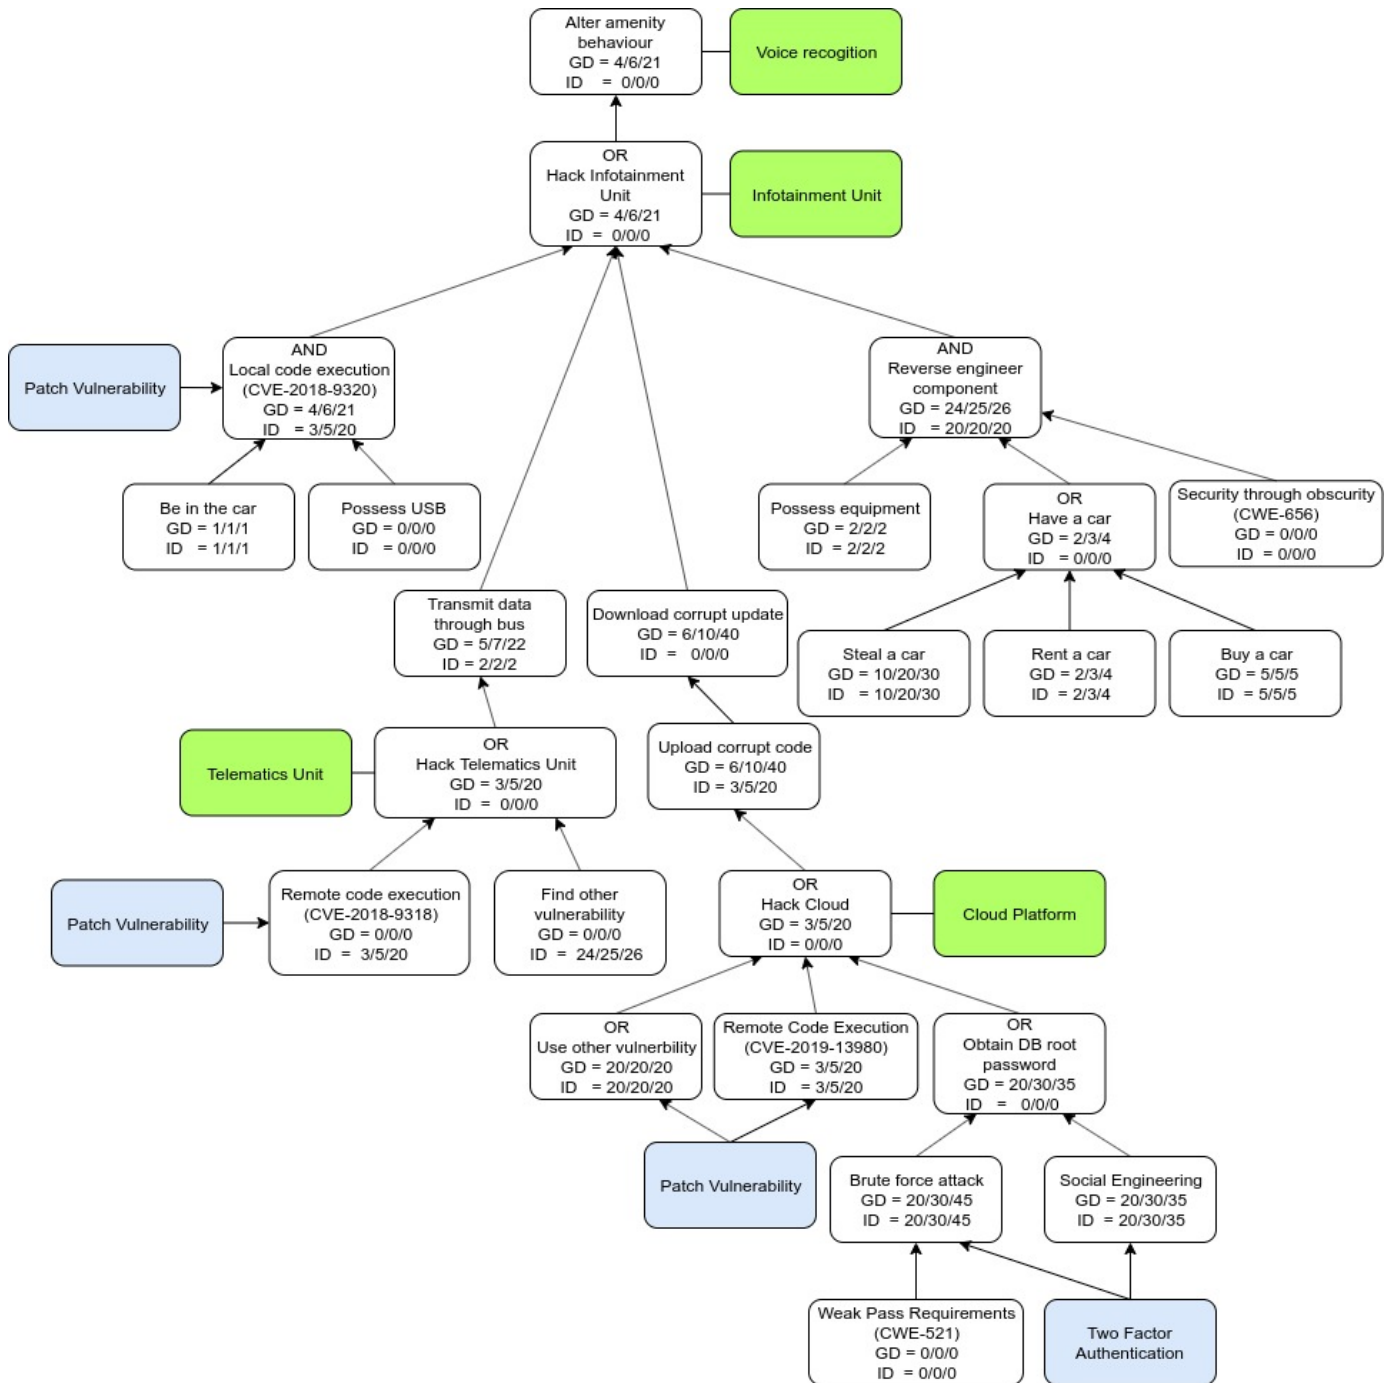 Alter amenity
behaviour
GD = 4/6/21
ID = 0/0/0
Voice recogition
OR
Hack Infotainment
Unit
GD = 4/6/21
ID = 0/0/0
Infotainment Unit
Patch Vulnerability
AND
Local code execution
(CVE-2018-9320)
GD = 4/6/21
ID = 3/5/20
AND
Reverse engineer
component
GD = 24/25/26
ID = 20/20/20
Be in the car
GD = 1/1/1
ID = 1/1/1
Possess USB
GD = 0/0/0
ID = 0/0/0
Possess equipment
GD = 2/2/2
ID = 2/2/2
OR
Have a car
GD = 2/3/4
ID = 0/0/0
Security through obscurity
(CWE-656)
GD = 0/0/0
ID = 0/0/0
Transmit data
through bus
GD = 5/7/22
ID = 2/2/2
Download corrupt update
GD = 6/10/40
ID = 0/0/0
Steal a car
GD = 10/20/30
ID = 10/20/30
Rent a car
GD = 2/3/4
ID = 2/3/4
Buy a car
GD = 5/5/5
ID = 5/5/5
Telematics Unit
OR
Hack Telematics Unit
GD = 3/5/20
ID = 0/0/0
Upload corrupt code
GD = 6/10/40
ID = 3/5/20
Patch Vulnerability
Remote code execution
(CVE-2018-9318)
GD = 0/0/0
ID = 3/5/20
Find other
vulnerability
GD = 0/0/0
ID = 24/25/26
OR
Hack Cloud
GD = 3/5/20
ID = 0/0/0
Cloud Platform
OR
Use other vulnerbility
GD = 20/20/20
ID = 20/20/20
Remote Code Execution
(CVE-2019-13980)
GD = 3/5/20
ID = 3/5/20
OR
Obtain DB root
password
GD = 20/30/35
ID = 0/0/0
Patch Vulnerability
Brute force attack
GD = 20/30/45
ID = 20/30/45
Social Engineering
GD = 20/30/35
ID = 20/30/35
Weak Pass Requirements
(CWE-521)
GD = 0/0/0
ID = 0/0/0
Two Factor
Authentication